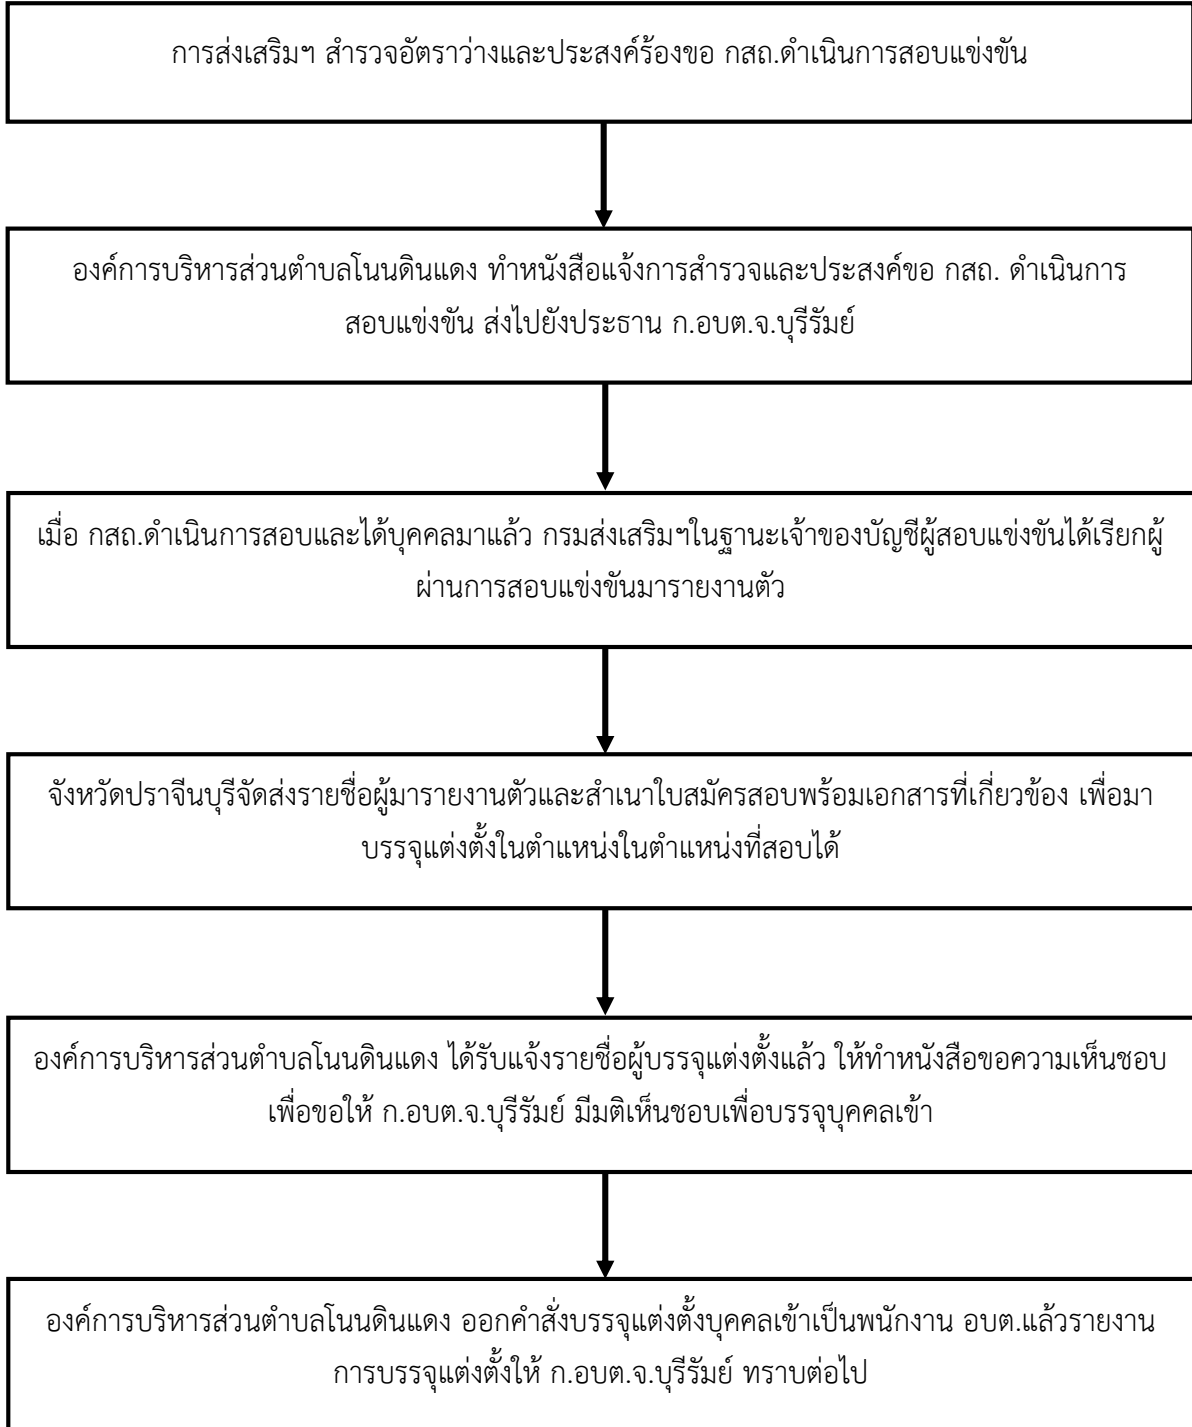 การส่งเสริมฯ สำรวจอัตราว่างและประสงค์ร้องขอ กสถ.ดำเนินการสอบแข่งขัน
องค์การบริหารส่วนตำบลโนนดินแดง ทำหนังสือแจ้งการสำรวจและประสงค์ขอ กสถ. ดำเนินการ
สอบแข่งขัน ส่งไปยังประธาน ก.อบต.จ.บุรีรัมย์
เมื่อ กสถ.ดำเนินการสอบและได้บุคคลมาแล้ว กรมส่งเสริมฯในฐานะเจ้าของบัญชีผู้สอบแข่งขันได้เรียกผู้
ผ่านการสอบแข่งขันมารายงานตัว
จังหวัดปราจีนบุรีจัดส่งรายชื่อผู้มารายงานตัวและสำเนาใบสมัครสอบพร้อมเอกสารที่เกี่ยวข้อง เพื่อมา
บรรจุแต่งตั้งในตำแหน่งในตำแหน่งที่สอบได้
องค์การบริหารส่วนตำบลโนนดินแดง ได้รับแจ้งรายชื่อผู้บรรจุแต่งตั้งแล้ว ให้ทำหนังสือขอความเห็นชอบ
เพื่อขอให้ ก.อบต.จ.บุรีรัมย์ มีมติเห็นชอบเพื่อบรรจุบุคคลเข้า
องค์การบริหารส่วนตำบลโนนดินแดง ออกคำสั่งบรรจุแต่งตั้งบุคคลเข้าเป็นพนักงาน อบต.แล้วรายงาน
การบรรจุแต่งตั้งให้ ก.อบต.จ.บุรีรัมย์ ทราบต่อไป